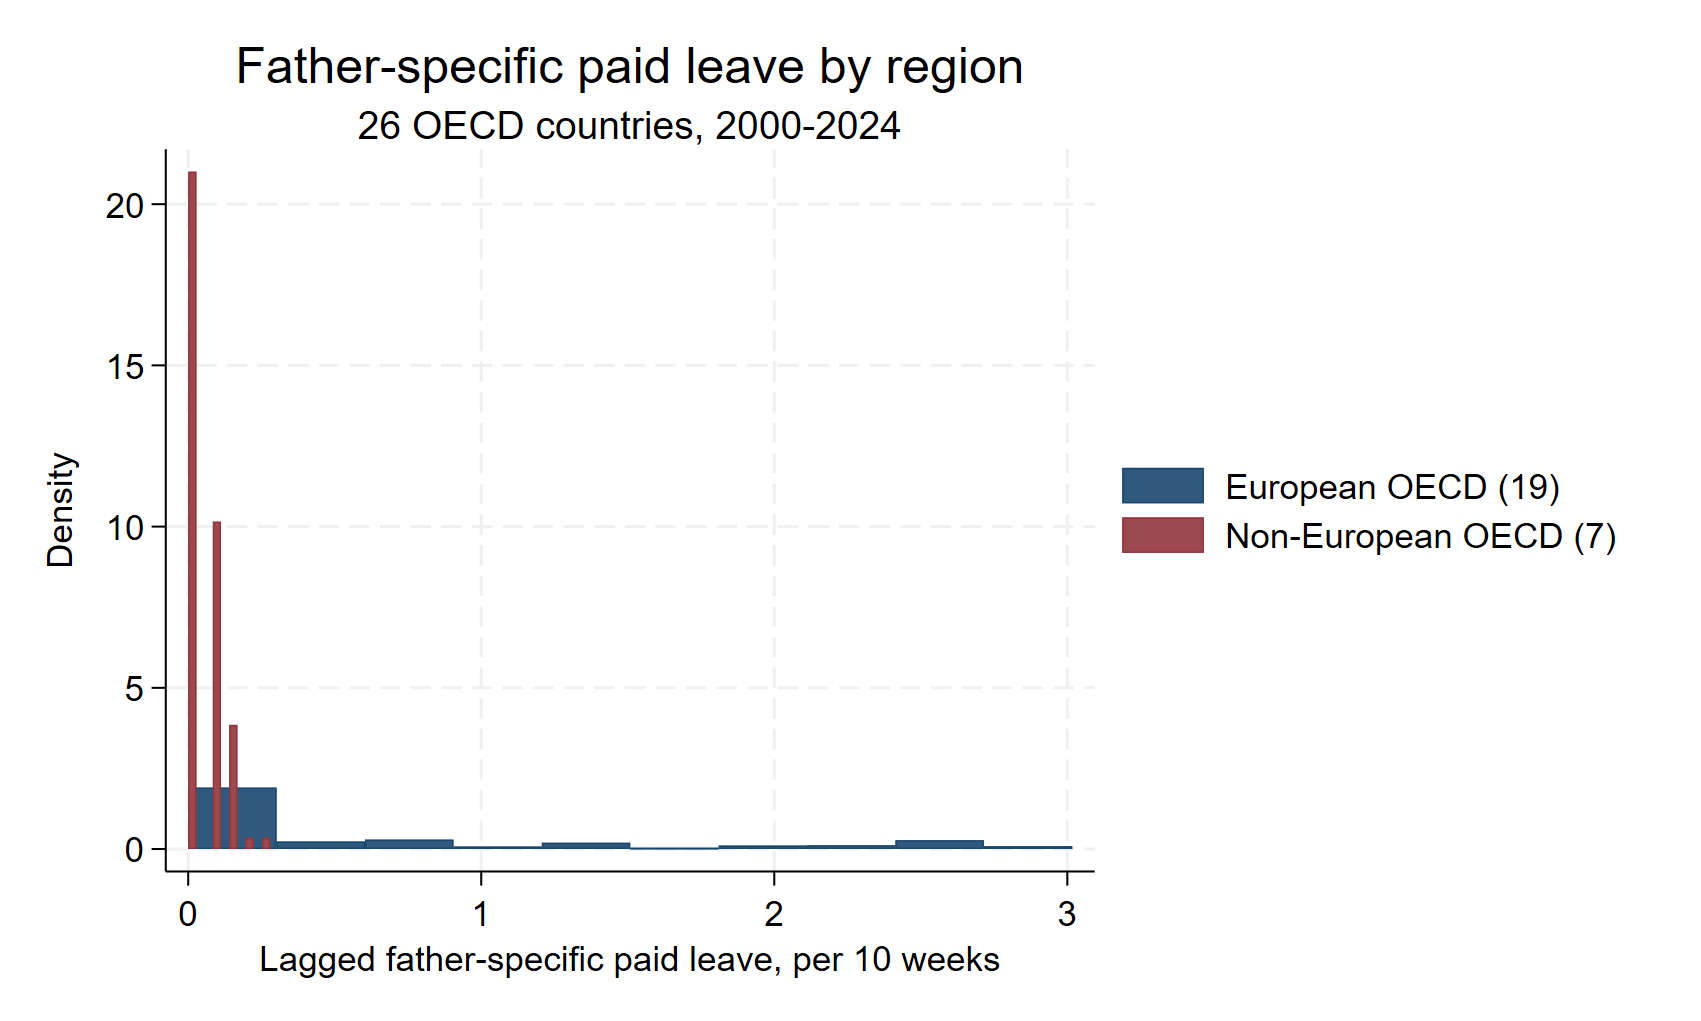 Father-specific paid leave by region
26 OECD countries, 2000-2024
20
15
10
5
0
Density
0 1 2 3
Lagged father-specific paid leave, per 10 weeks
European OECD (19)
Non-European OECD (7)